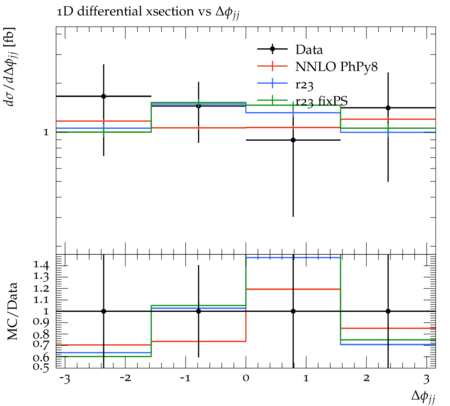 1D differential xsection vs Δϕjj
dσ/dΔϕjj [fb]
Data
NNLO PhPy8
r23
r23 fixPS
1
MC/Data
1.4
1.3
1.2
1.1
1
0.9
0.8
0.7
0.6
0.5
-3 -2 -1 0 1 2 3
Δϕjj